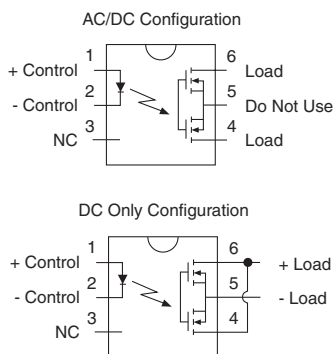 AC/DC Configuration
1 6
+ Control Load
2 5
- Control Do Not Use
3 4
NC Load
DC Only Configuration
1 6
+ Control + Load
2 5
- Control - Load
3 4
NC